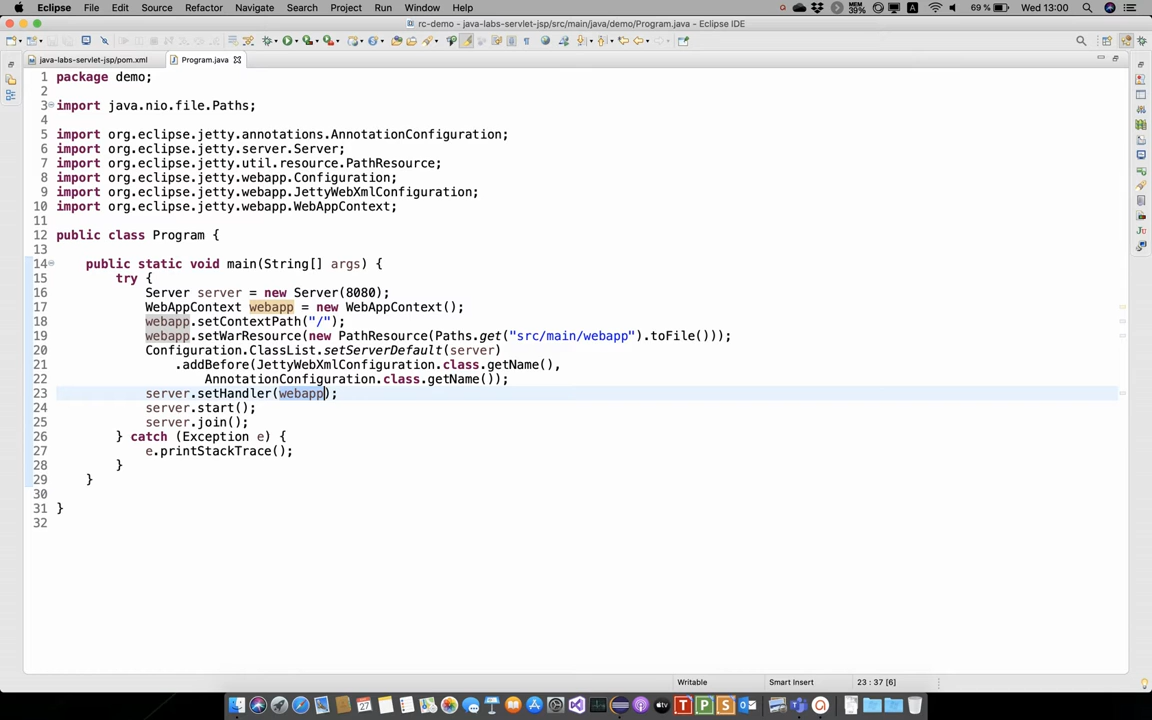 Eclipse File Edit Source Refactor Navigate Search Project Run Window Help MEM 39% 69 % Wed 13:00
rc-demo - java-labs-servlet-jsp/src/main/java/demo/Program.java - Eclipse IDE
java-labs-servlet-jsp/pom.xml Program.java
1 package demo;
2
3 import java.nio.file.Paths;
4
5 import org.eclipse.jetty.annotations.AnnotationConfiguration;
6 import org.eclipse.jetty.server.Server;
7 import org.eclipse.jetty.util.resource.PathResource;
8 import org.eclipse.jetty.webapp.Configuration;
9 import org.eclipse.jetty.webapp.JettyWebXmlConfiguration;
10 import org.eclipse.jetty.webapp.WebAppContext;
11
12 public class Program {
13
14 public static void main(String[] args) {
15 try {
16 Server server = new Server(8080);
17 WebAppContext webapp = new WebAppContext();
18 webapp.setContextPath("/");
19 webapp.setWarResource(new PathResource(Paths.get("src/main/webapp").toFile()));
20 Configuration.ClassList.setServerDefault(server)
21 .addBefore(JettyWebXmlConfiguration.class.getName(),
22 AnnotationConfiguration.class.getName());
23 server.setHandler(webapp);
24 server.start();
25 server.join();
26 } catch (Exception e) {
27 e.printStackTrace();
28 }
29 }
30
31 }
32
Writable Smart Insert 23 : 37 [6]